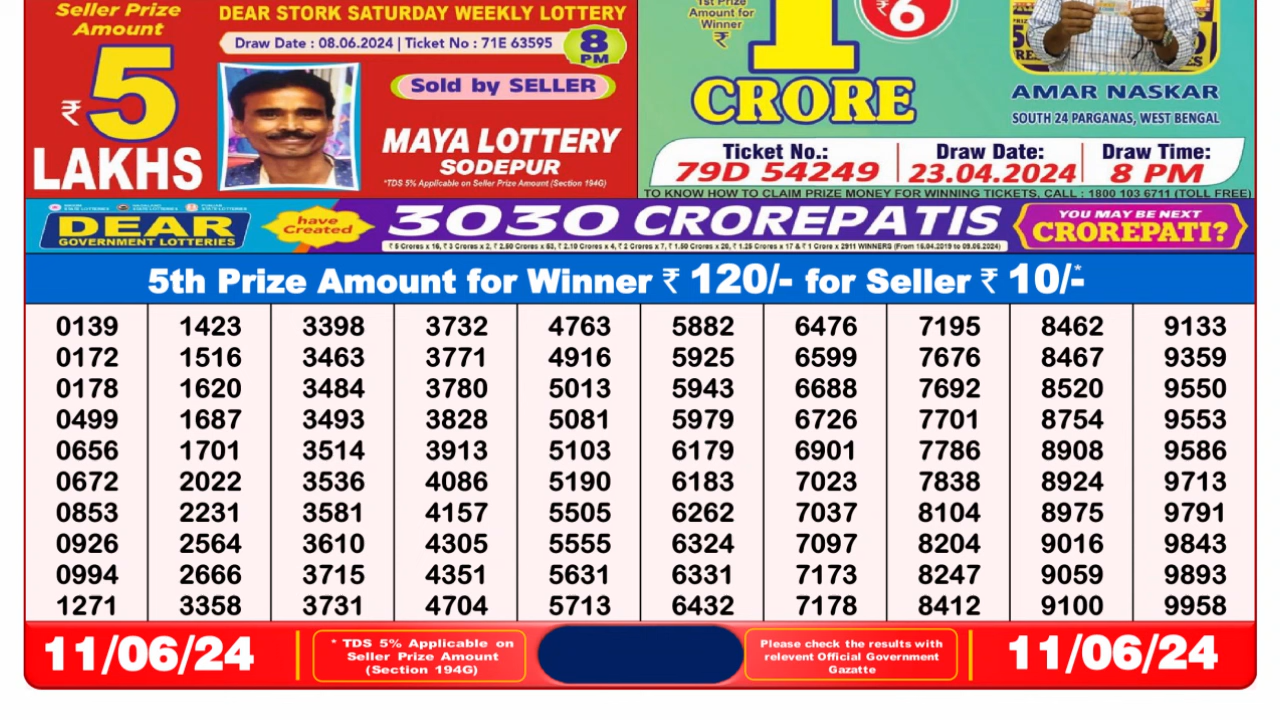 Seller Prize
Amount
₹5
LAKHS
DEAR STORK SATURDAY WEEKLY LOTTERY
Draw Date : 08.06.2024 | Ticket No : 71E 63595
8
PM
Sold by SELLER
MAYA LOTTERY
SODEPUR
*TDS 5% Applicable on Seller Prize Amount (Section 194G)
1st Prize
Amount for
Winner
₹
1
CRORE
₹6
AMAR NASKAR
SOUTH 24 PARGANAS, WEST BENGAL
Ticket No.: Draw Date: Draw Time:
79D 54249 23.04.2024 8 PM
TO KNOW HOW TO CLAIM PRIZE MONEY FOR WINNING TICKETS, CALL : 1800 103 6711 (TOLL FREE)
DEAR
GOVERNMENT LOTTERIES
have
Created
3030 CROREPATIS
YOU MAY BE NEXT
CROREPATI?
5th Prize Amount for Winner ₹ 120/- for Seller ₹ 10/-*
0139 1423 3398 3732 4763 5882 6476 7195 8462 9133
0172 1516 3463 3771 4916 5925 6599 7676 8467 9359
0178 1620 3484 3780 5013 5943 6688 7692 8520 9550
0499 1687 3493 3828 5081 5979 6726 7701 8754 9553
0656 1701 3514 3913 5103 6179 6901 7786 8908 9586
0672 2022 3536 4086 5190 6183 7023 7838 8924 9713
0853 2231 3581 4157 5505 6262 7037 8104 8975 9791
0926 2564 3610 4305 5555 6324 7097 8204 9016 9843
0994 2666 3715 4351 5631 6331 7173 8247 9059 9893
1271 3358 3731 4704 5713 6432 7178 8412 9100 9958
11/06/24
* TDS 5% Applicable on
Seller Prize Amount
(Section 194G)
Please check the results with
relevent Official Government
Gazatte
11/06/24